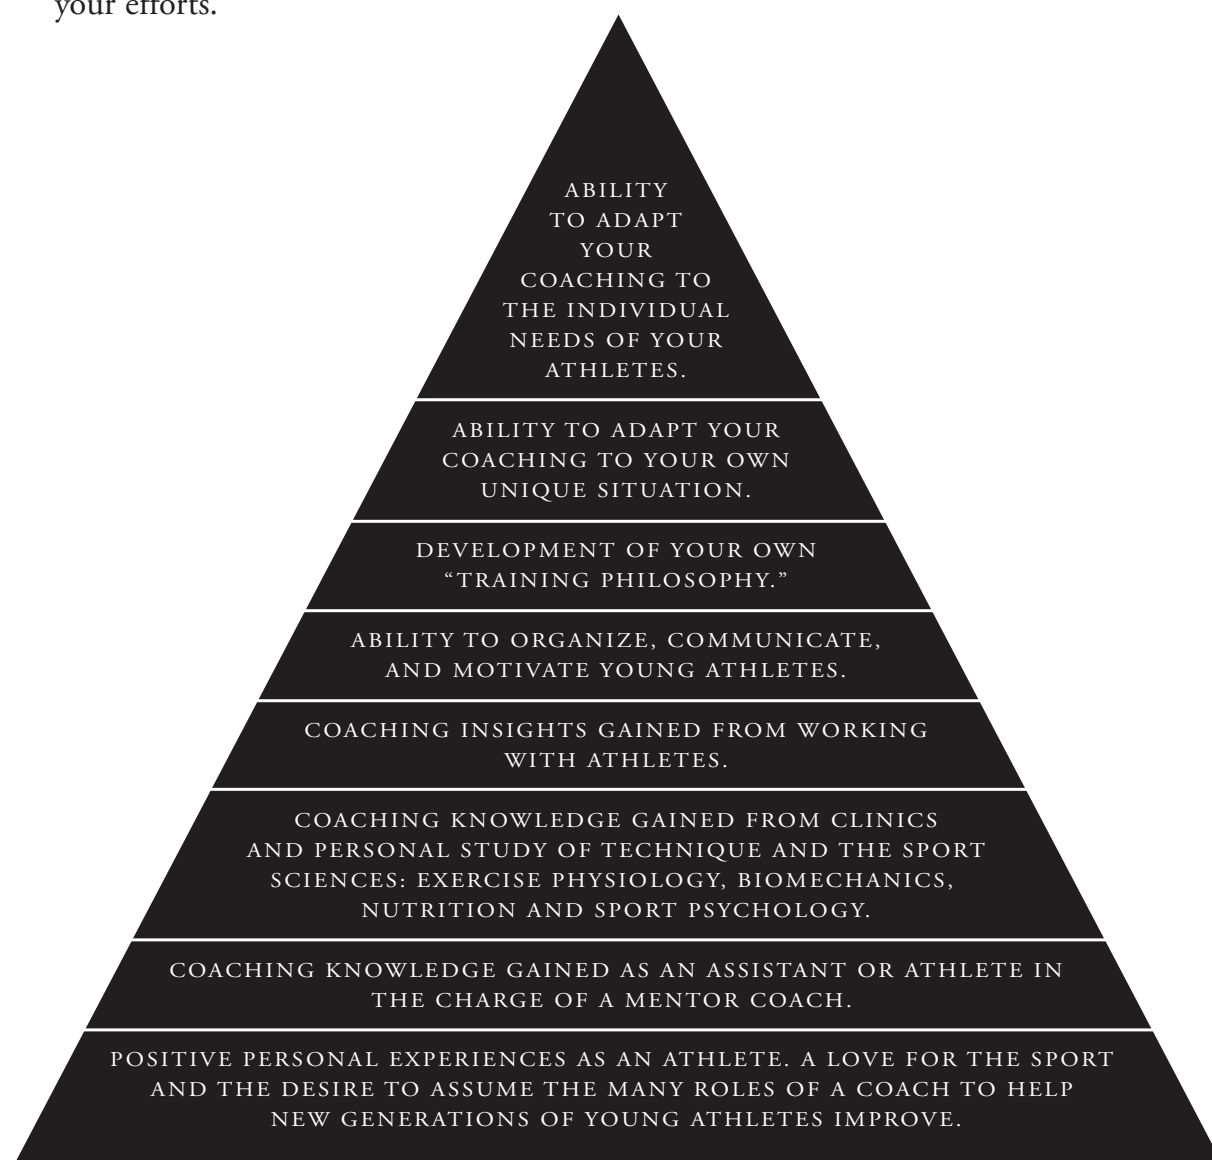 your efforts.
ABILITY
TO ADAPT
YOUR
COACHING TO
THE INDIVIDUAL
NEEDS OF YOUR
ATHLETES.
ABILITY TO ADAPT YOUR
COACHING TO YOUR OWN
UNIQUE SITUATION.
DEVELOPMENT OF YOUR OWN
“TRAINING PHILOSOPHY.”
ABILITY TO ORGANIZE, COMMUNICATE,
AND MOTIVATE YOUNG ATHLETES.
COACHING INSIGHTS GAINED FROM WORKING
WITH ATHLETES.
COACHING KNOWLEDGE GAINED FROM CLINICS
AND PERSONAL STUDY OF TECHNIQUE AND THE SPORT
SCIENCES: EXERCISE PHYSIOLOGY, BIOMECHANICS,
NUTRITION AND SPORT PSYCHOLOGY.
COACHING KNOWLEDGE GAINED AS AN ASSISTANT OR ATHLETE IN
THE CHARGE OF A MENTOR COACH.
POSITIVE PERSONAL EXPERIENCES AS AN ATHLETE. A LOVE FOR THE SPORT
AND THE DESIRE TO ASSUME THE MANY ROLES OF A COACH TO HELP
NEW GENERATIONS OF YOUNG ATHLETES IMPROVE.